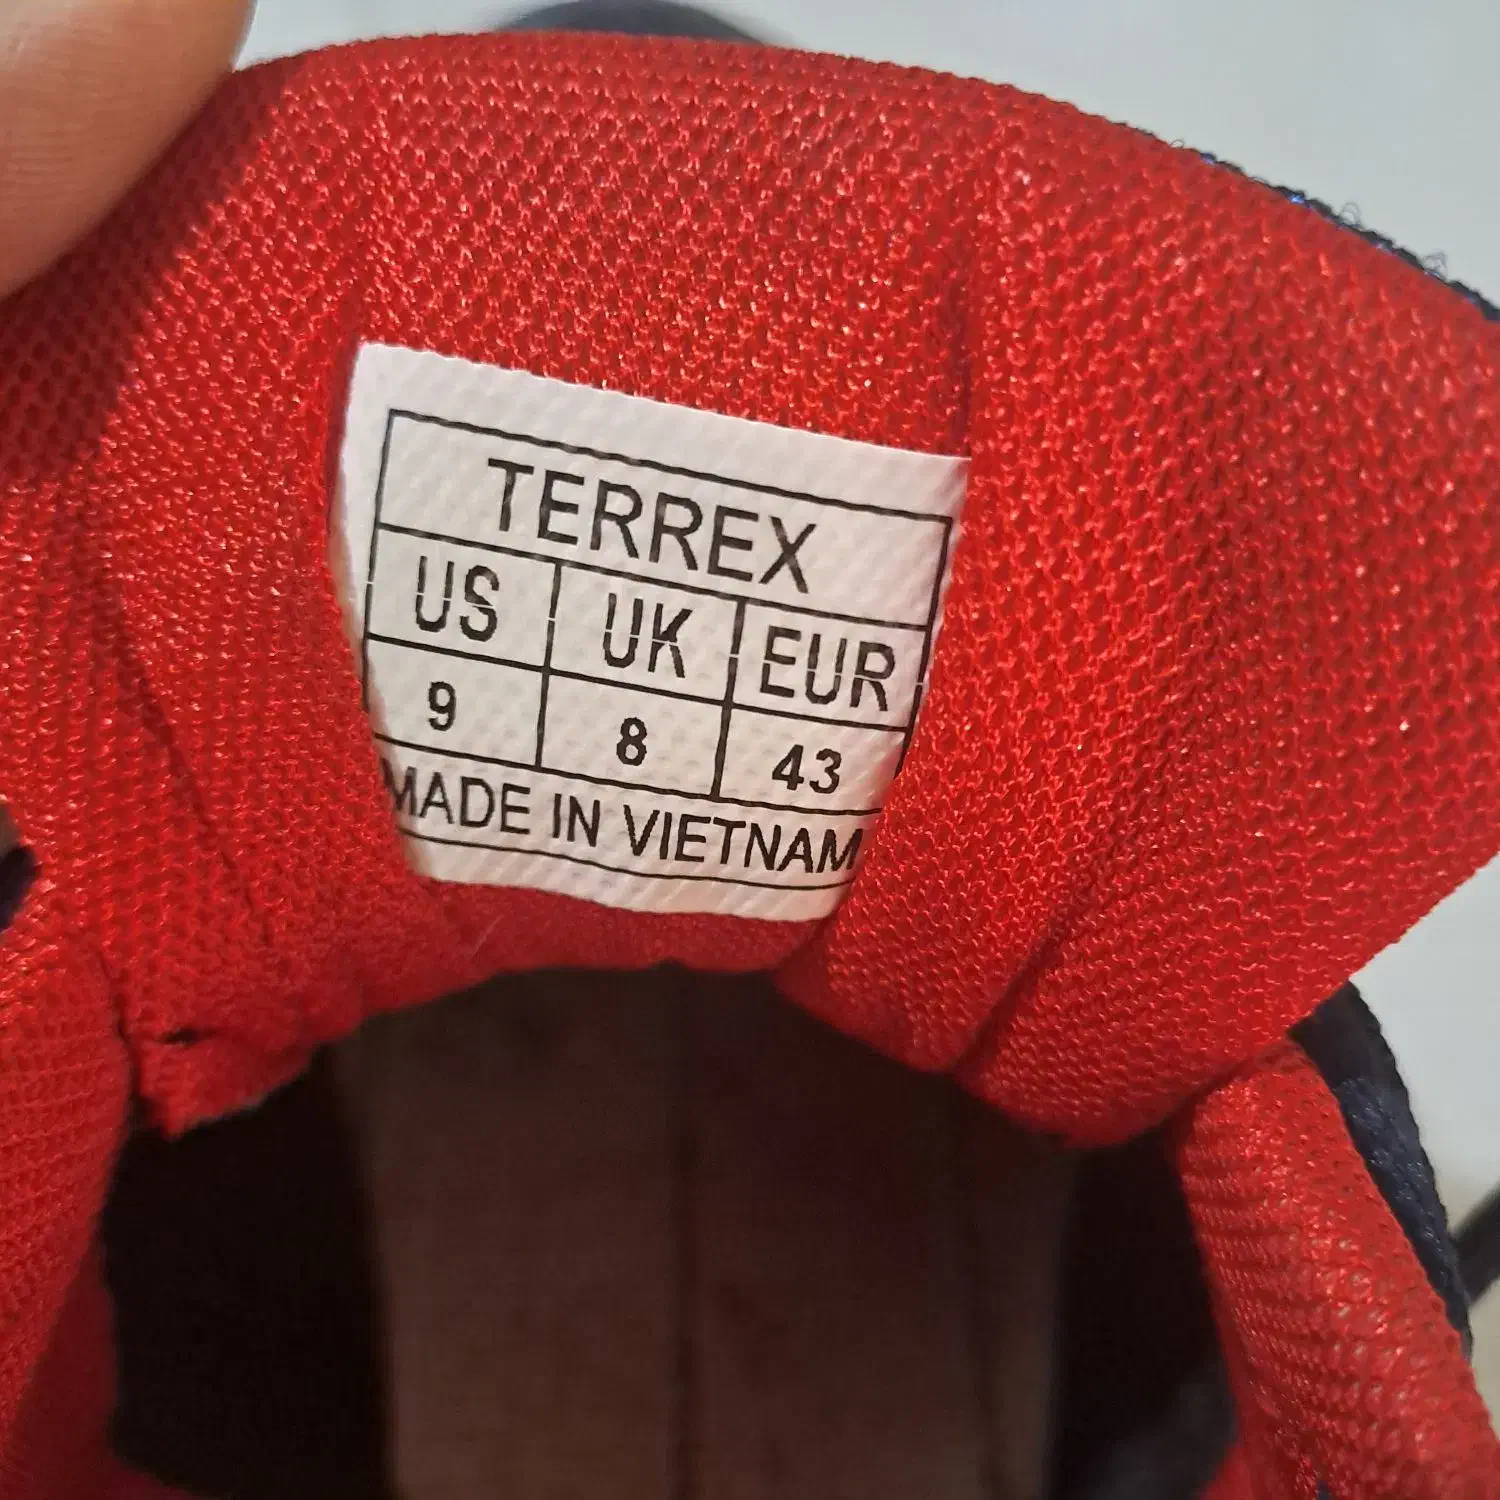 TERREX
US UK EUR
9 8 43
MADE IN VIETNAM